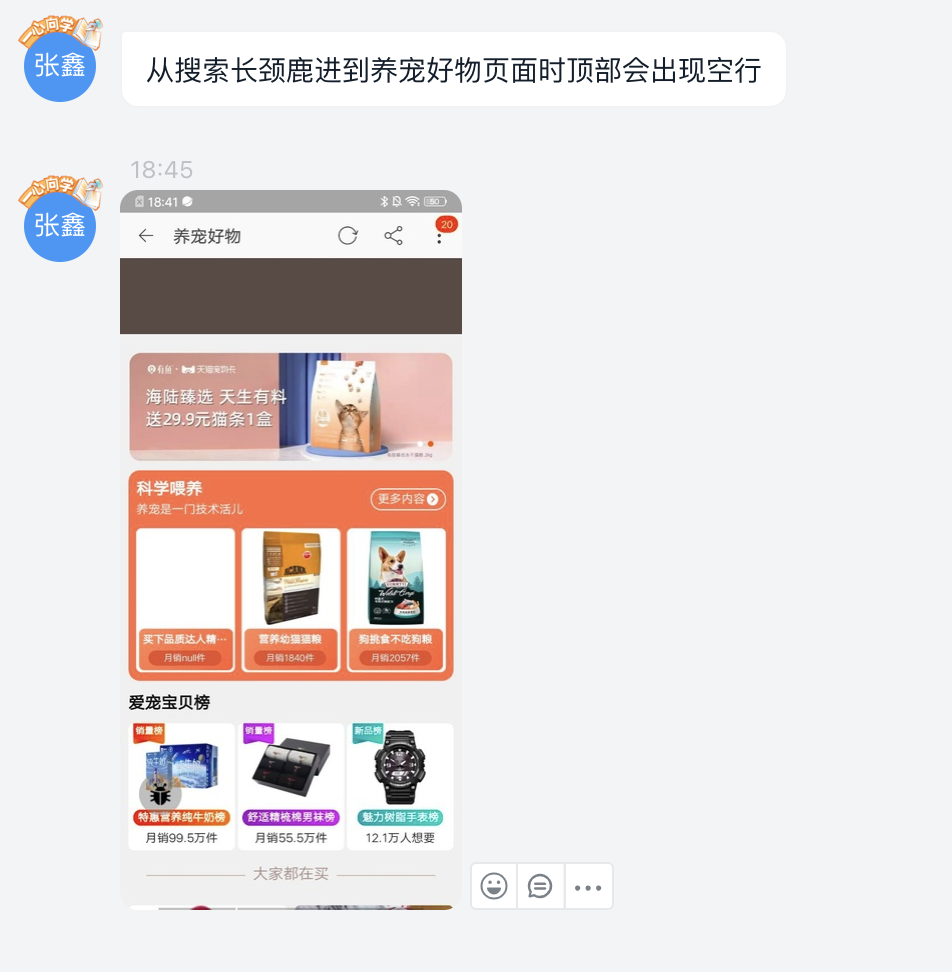 一心向学
张鑫
从搜索长颈鹿进到养宠好物页面时顶部会出现空行
18:45
一心向学
张鑫
18:41
50
养宠好物
20
海陆臻选 天生有料
送29.9元猫条1盒
科学喂养
养宠是一门技术活儿
更多内容
买下品质达人精…
营养幼猫猫粮
狗挑食不吃狗粮
月销null件
月销1840件
月销2057件
爱宠宝贝榜
销量榜
销量榜
新品榜
特惠营养纯牛奶榜
舒适精梳棉男袜榜
魅力树脂手表榜
月销99.5万件
月销55.5万件
12.1万人想要
大家都在买